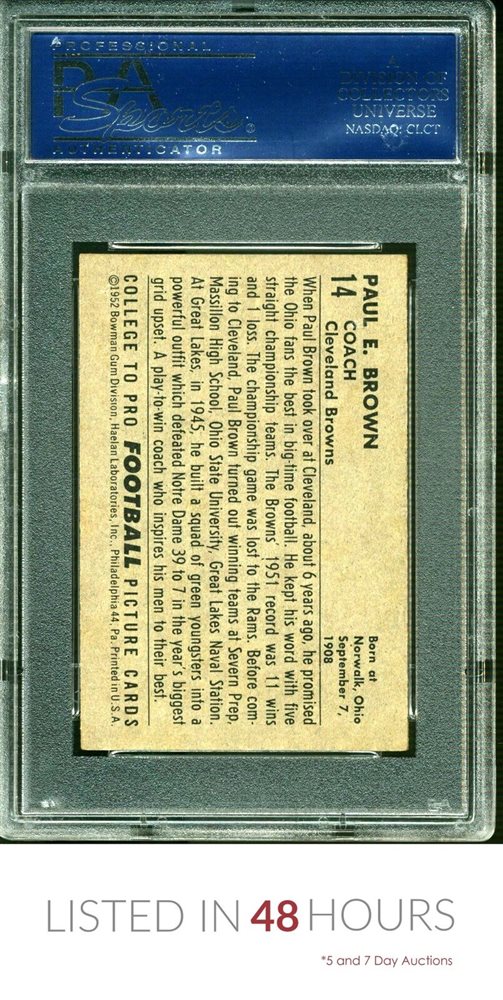 PROFESSIONAL
PSA
Sports®
AUTHENTICATOR
A
DIVISION OF
COLLECTORS
UNIVERSE
NASDAQ: CLCT
PAUL E. BROWN
14 COACH
Cleveland Browns
Born at
Norwalk, Ohio
September 7,
1908
When Paul Brown took over at Cleveland, about 6 years ago, he promised
the Ohio fans the best in big-time football. He kept his word with five
straight championship teams. The Browns' 1951 record was 11 wins
and 1 loss. The championship game was lost to the Rams. Before com-
ing to Cleveland, Paul Brown turned out winning teams at Severn Prep,
Massillon High School, Ohio State University, Great Lakes Naval Station.
At Great Lakes, in 1945, he built a squad of green youngsters into a
powerful outfit which defeated Notre Dame 39 to 7 in the year's biggest
grid upset. A play-to-win coach who inspires his men to their best.
COLLEGE TO PRO FOOTBALL PICTURE CARDS
©1952 Bowman Gum Division, Haelan Laboratories, Inc., Philadelphia 44, Pa. Printed in U.S.A.
LISTED IN 48 HOURS
*5 and 7 Day Auctions